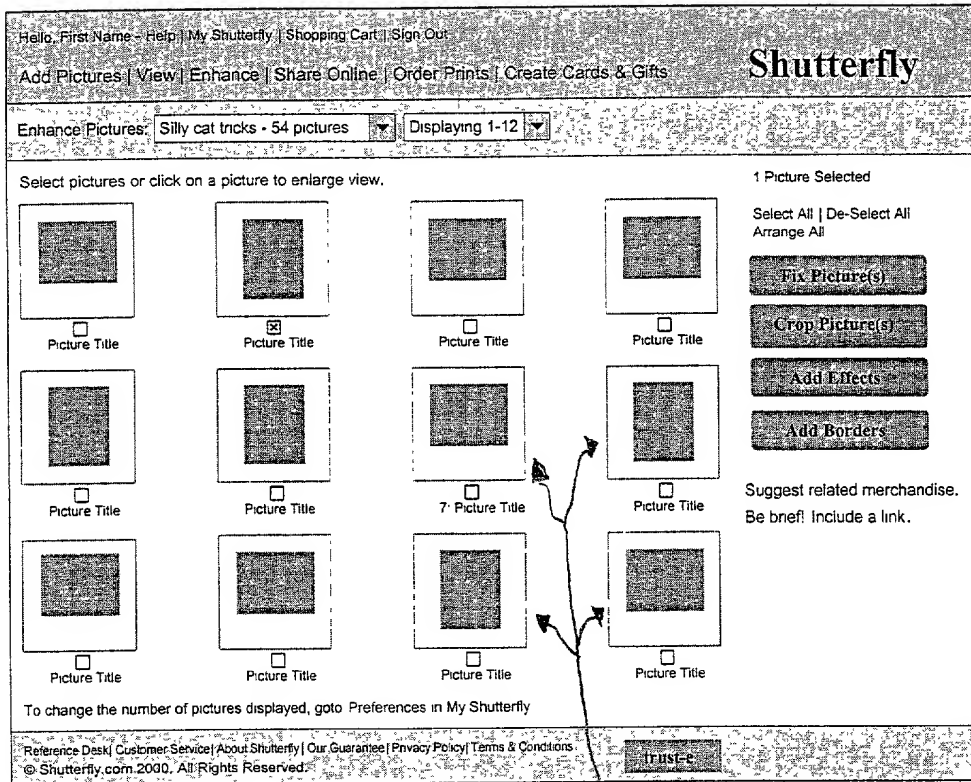 Hello, First Name - Help | My Shutterfly | Shopping Cart | Sign Out
Shutterfly
Add Pictures | View | Enhance | Share Online | Order Prints | Create Cards & Gifts
Enhance Pictures: Silly cat tricks - 54 pictures Displaying 1-12
Select pictures or click on a picture to enlarge view.
1 Picture Selected
Select All | De-Select All
Arrange All
Fix Picture(s)
Crop Picture(s)
Add Effects
Add Borders
Picture Title Picture Title Picture Title Picture Title
Picture Title Picture Title 7: Picture Title Picture Title
Suggest related merchandise.
Be brief! Include a link.
Picture Title Picture Title Picture Title Picture Title
To change the number of pictures displayed, goto Preferences in My Shutterfly
Reference Desk| Customer Service| About Shutterfly | Our Guarantee | Privacy Policy| Terms & Conditions
© Shutterfly.com 2000. All Rights Reserved.
trust-e